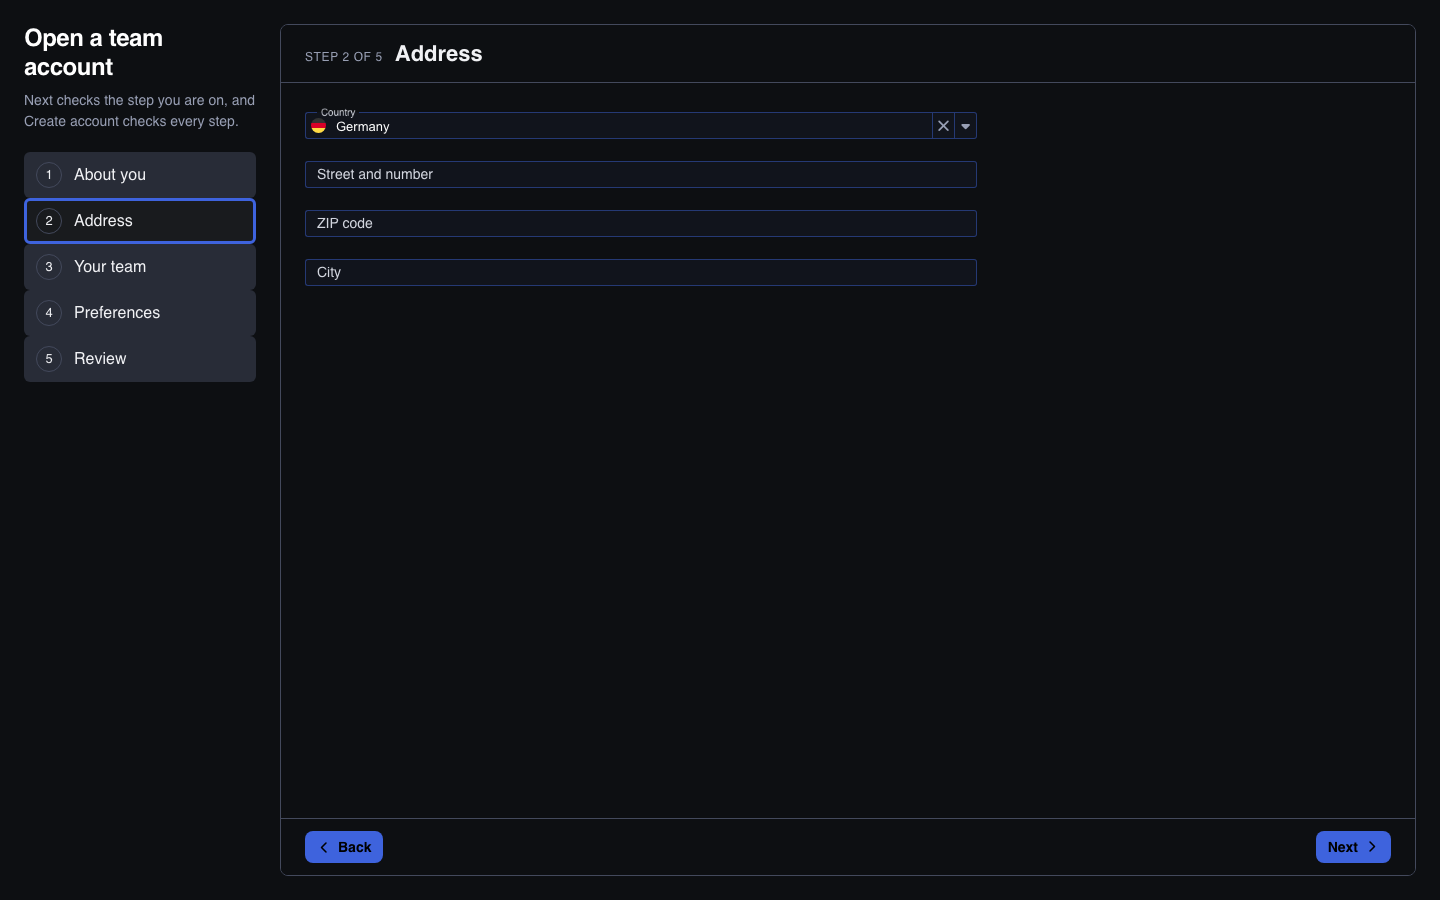 Open a team
account
Next checks the step you are on, and
Create account checks every step.
1 About you
2 Address
3 Your team
4 Preferences
5 Review
STEP 2 OF 5 Address
Country
Germany
Street and number
ZIP code
City
Back
Next